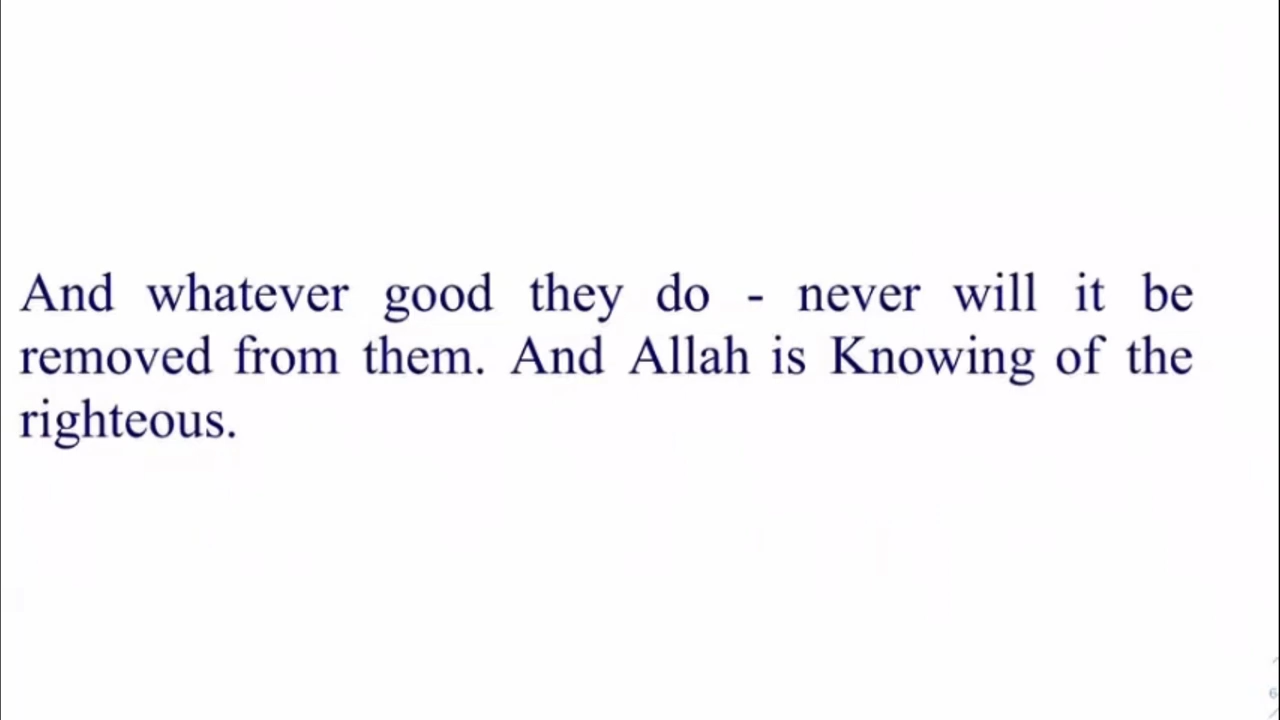 And whatever good they do - never will it be
removed from them. And Allah is Knowing of the
righteous.
6